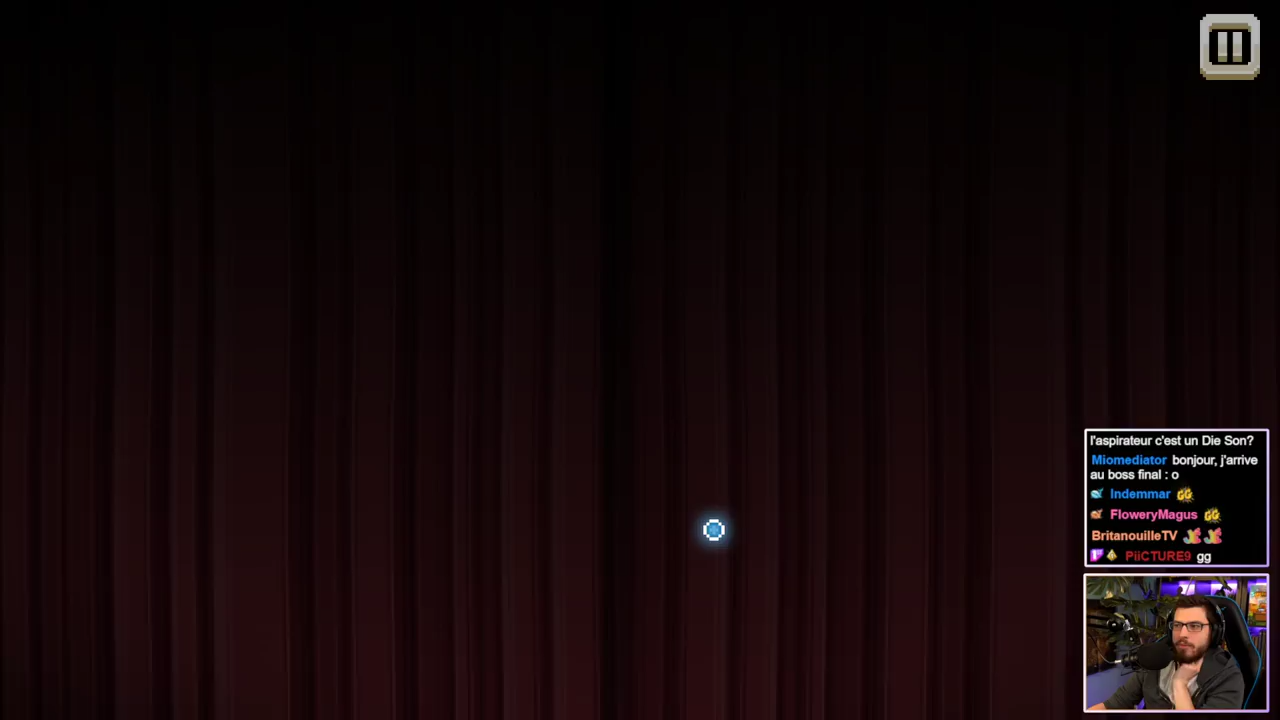 l'aspirateur c'est un Die Son?
Miomediator bonjour, j'arrive
au boss final : o
Indemmar GG
FloweryMagus GG
BritanouilleTV
PiiCTURE9 gg